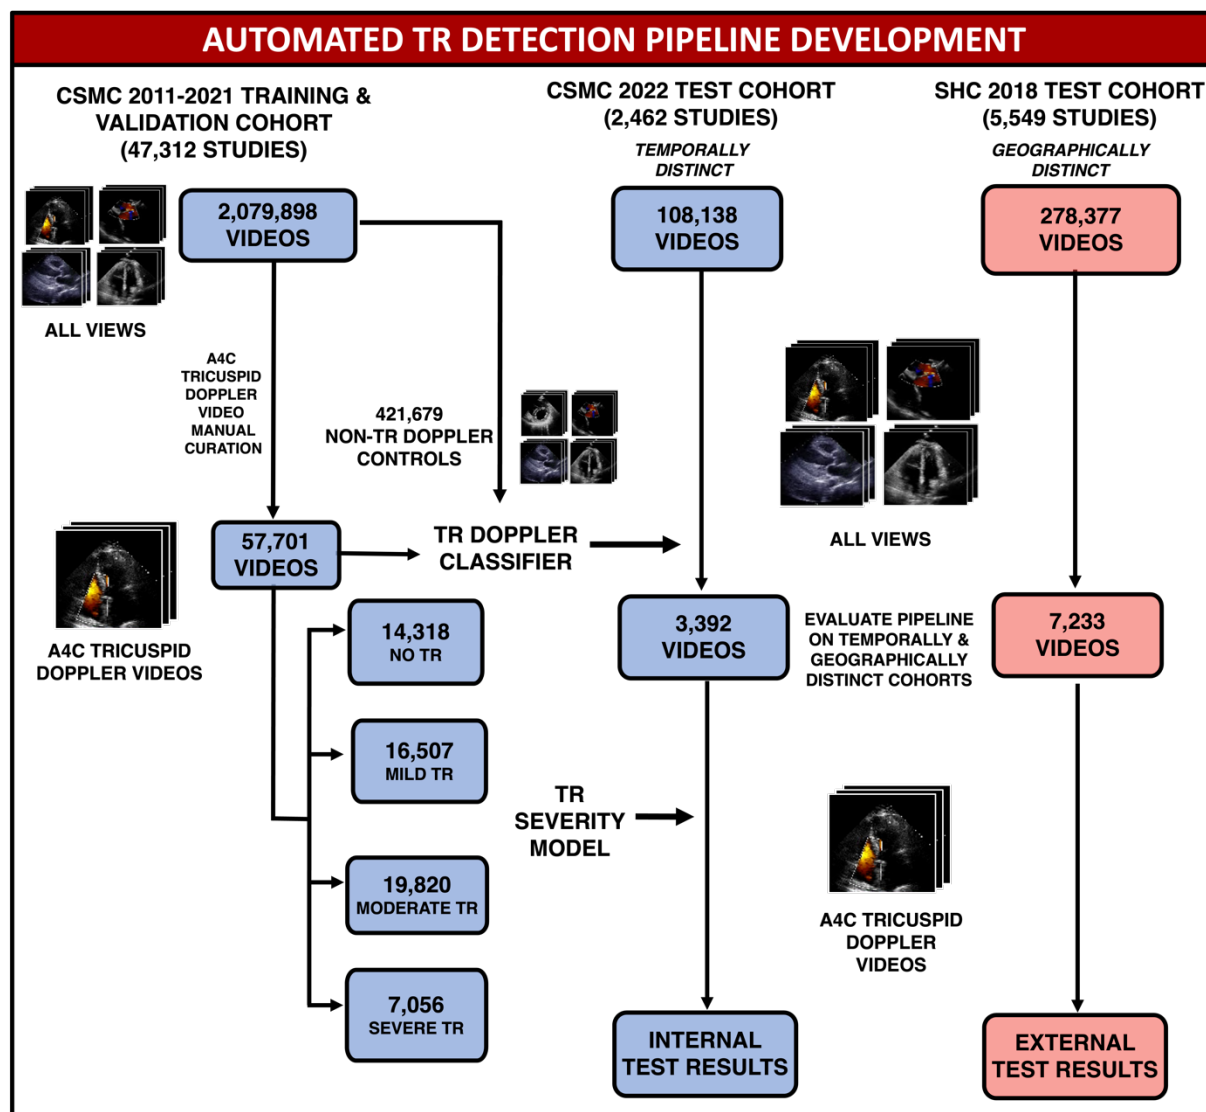 AUTOMATED TR DETECTION PIPELINE DEVELOPMENT
CSMC 2011-2021 TRAINING &
VALIDATION COHORT
(47,312 STUDIES)
2,079,898
VIDEOS
ALL VIEWS
A4C
TRICUSPID
DOPPLER
VIDEO
MANUAL
CURATION
421,679
NON-TR DOPPLER
CONTROLS
57,701
VIDEOS
A4C TRICUSPID
DOPPLER VIDEOS
TR DOPPLER
CLASSIFIER
14,318
NO TR
16,507
MILD TR
19,820
MODERATE TR
7,056
SEVERE TR
TR
SEVERITY
MODEL
CSMC 2022 TEST COHORT
(2,462 STUDIES)
TEMPORALLY
DISTINCT
108,138
VIDEOS
3,392
VIDEOS
INTERNAL
TEST RESULTS
SHC 2018 TEST COHORT
(5,549 STUDIES)
GEOGRAPHICALLY
DISTINCT
278,377
VIDEOS
ALL VIEWS
EVALUATE PIPELINE
ON TEMPORALLY &
GEOGRAPHICALLY
DISTINCT COHORTS
7,233
VIDEOS
A4C TRICUSPID
DOPPLER
VIDEOS
EXTERNAL
TEST RESULTS